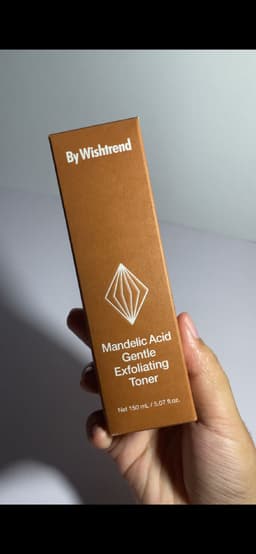 By Wishtrend
Mandelic Acid
Gentle
Exfoliating
Toner
Net 150 mL / 5.07 fl.oz.